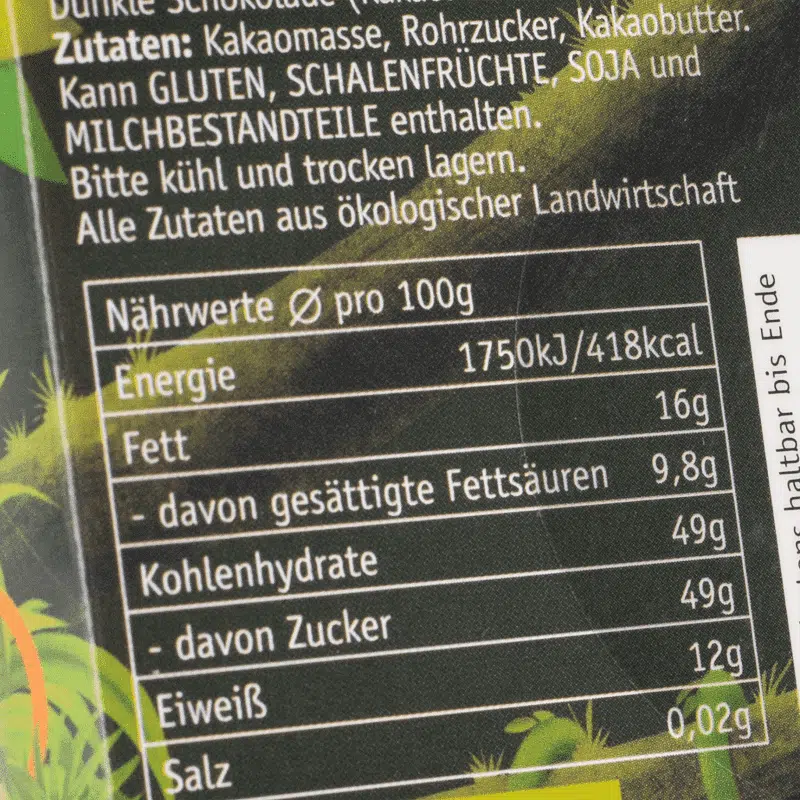 Dunkle Schokolade
Zutaten: Kakaomasse, Rohrzucker, Kakaobutter.
Kann GLUTEN, SCHALENFRÜCHTE, SOJA und
MILCHBESTANDTEILE enthalten.
Bitte kühl und trocken lagern.
Alle Zutaten aus ökologischer Landwirtschaft
Nährwerte Ø pro 100g
Energie 1750kJ/418kcal
Fett 16g
- davon gesättigte Fettsäuren 9,8g
Kohlenhydrate 49g
- davon Zucker 49g
Eiweiß 12g
Salz 0,02g
haltbar bis Ende